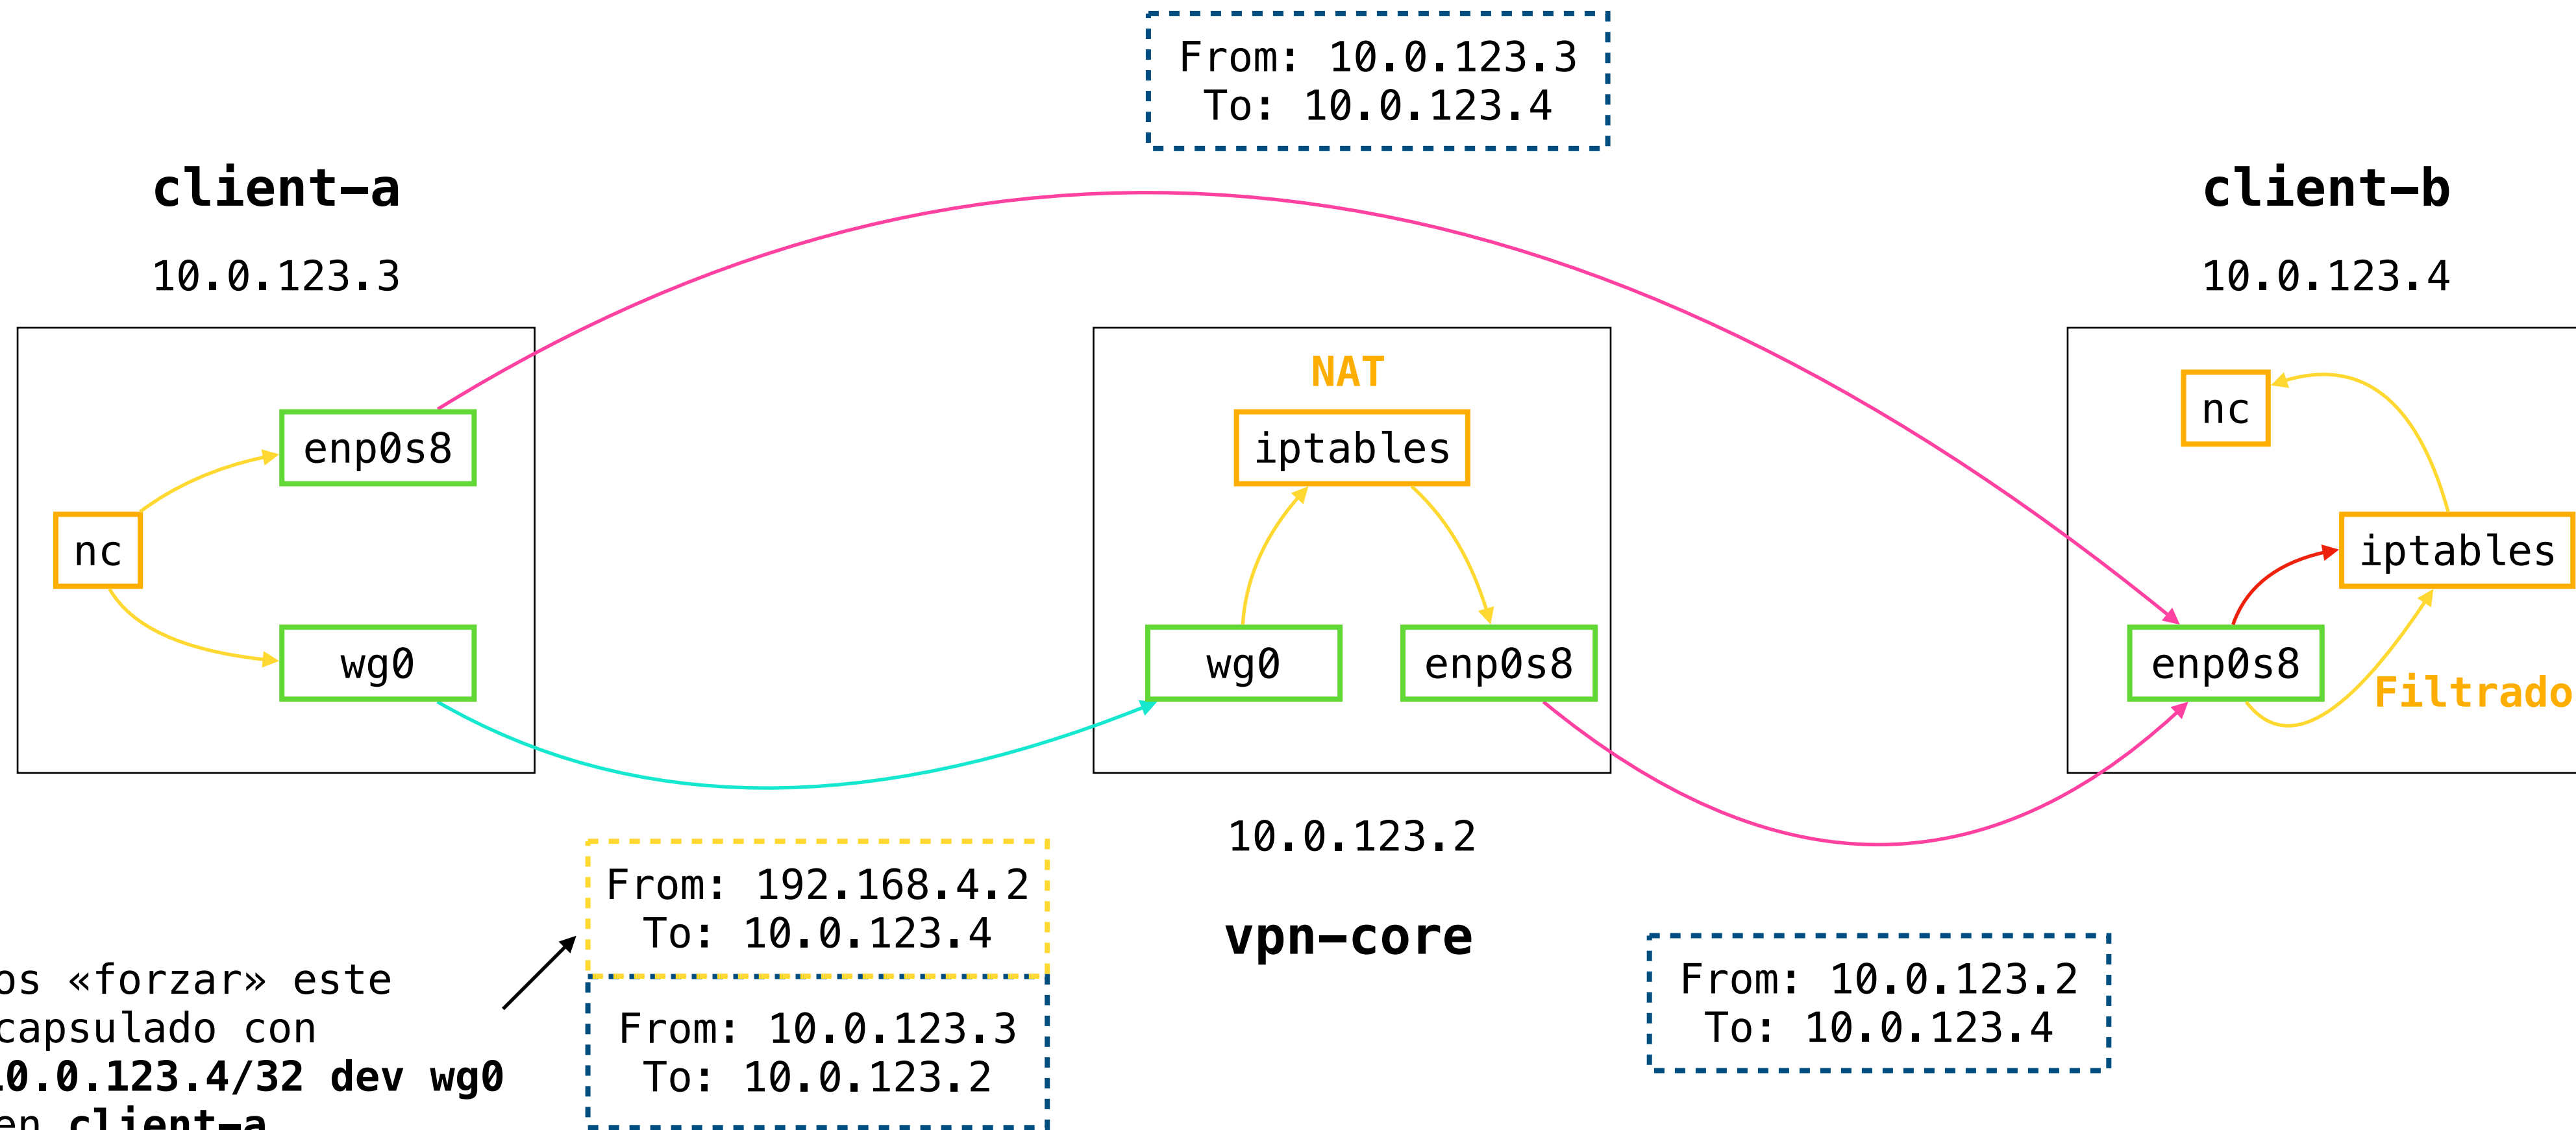 From: 10.0.123.3
To: 10.0.123.4
client-a
client-b
10.0.123.3
10.0.123.4
NAT
enp0s8
iptables
nc
nc
iptables
wg0
wg0
enp0s8
enp0s8
Filtrado
10.0.123.2
vpn-core
From: 192.168.4.2
To: 10.0.123.4
From: 10.0.123.3
To: 10.0.123.2
«forzar» este
con
10.0.123.4/32 dev wg0
en client-a
From: 10.0.123.2
To: 10.0.123.4